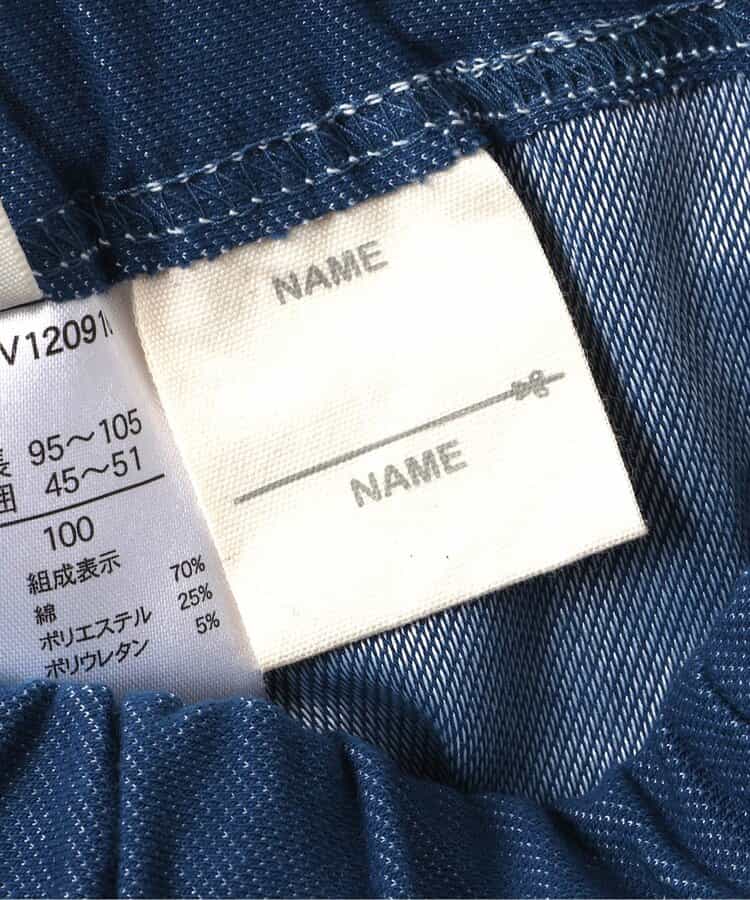 NAME
NAME
V12091
長 95～105
囲 45～51
100
組成表示
綿 70%
ポリエステル 25%
ポリウレタン 5%